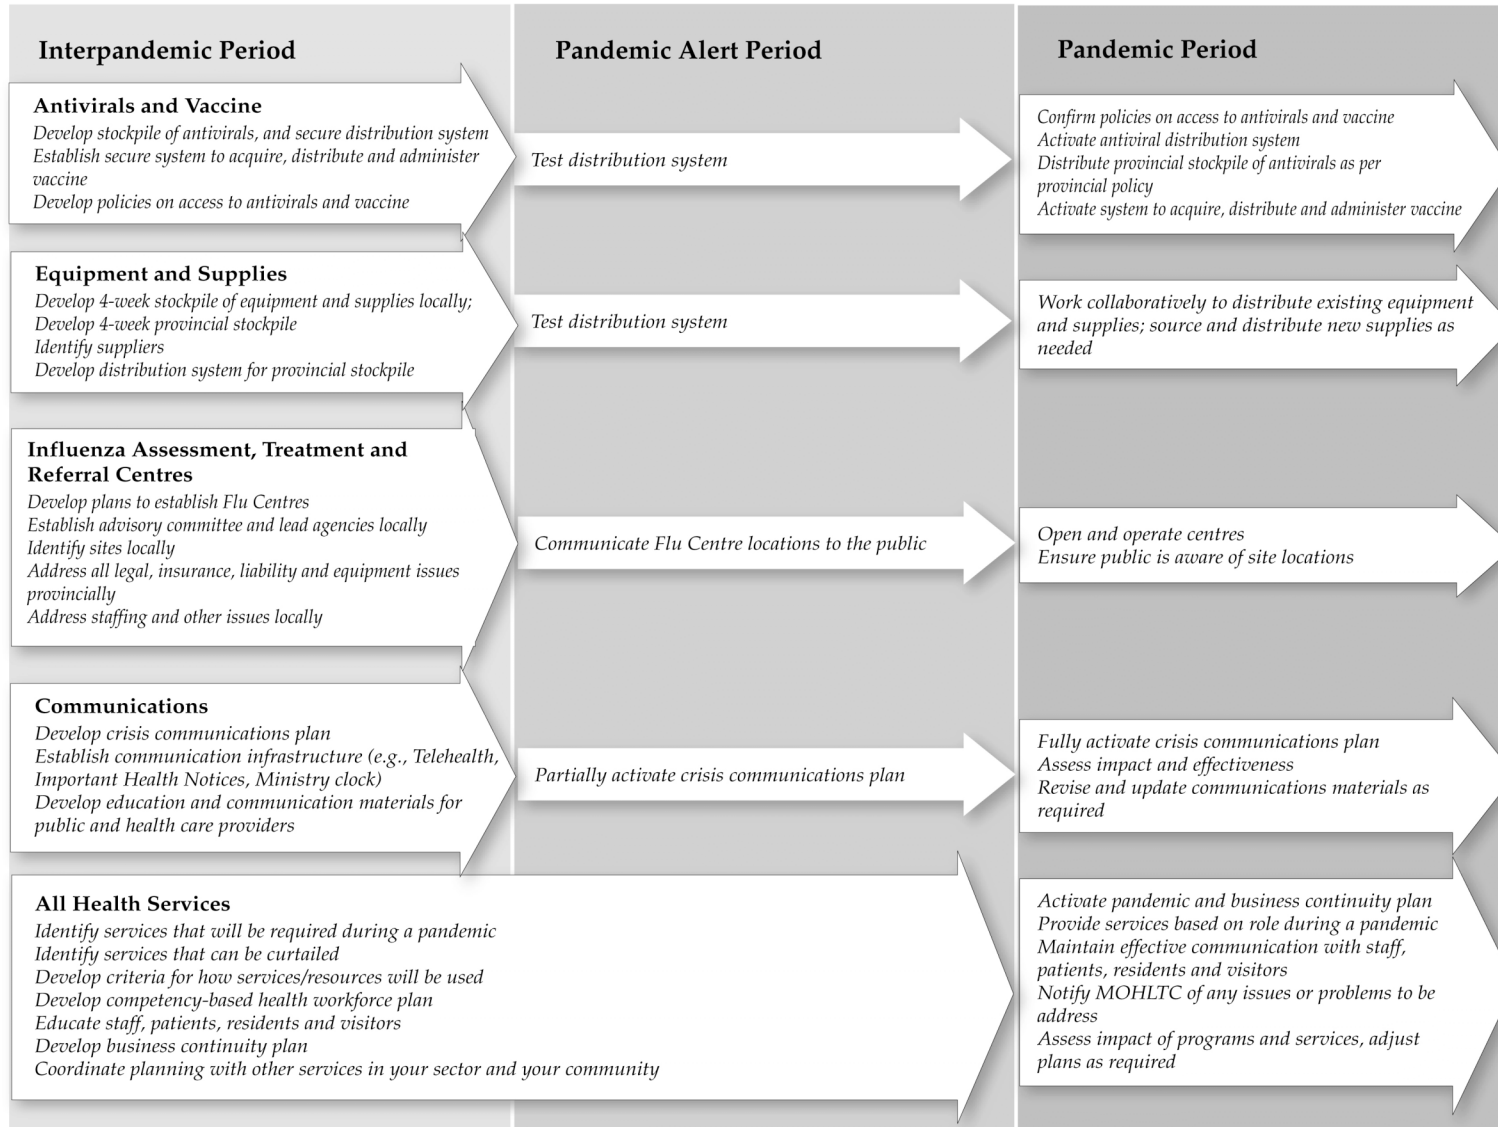 Interpandemic Period
Pandemic Alert Period
Pandemic Period
Antivirals and Vaccine
Develop stockpile of antivirals, and secure distribution system
Establish secure system to acquire, distribute and administer
vaccine
Develop policies on access to antivirals and vaccine
Test distribution system
Confirm policies on access to antivirals and vaccine
Activate antiviral distribution system
Distribute provincial stockpile of antivirals as per
provincial policy
Activate system to acquire, distribute and administer vaccine
Equipment and Supplies
Develop 4-week stockpile of equipment and supplies locally;
Develop 4-week provincial stockpile
Identify suppliers
Develop distribution system for provincial stockpile
Test distribution system
Work collaboratively to distribute existing equipment
and supplies; source and distribute new supplies as
needed
Influenza Assessment, Treatment and
Referral Centres
Develop plans to establish Flu Centres
Establish advisory committee and lead agencies locally
Identify sites locally
Address all legal, insurance, liability and equipment issues
provincially
Address staffing and other issues locally
Communicate Flu Centre locations to the public
Open and operate centres
Ensure public is aware of site locations
Communications
Develop crisis communications plan
Establish communication infrastructure (e.g., Telehealth,
Important Health Notices, Ministry clock)
Develop education and communication materials for
public and health care providers
Partially activate crisis communications plan
Fully activate crisis communications plan
Assess impact and effectiveness
Revise and update communications materials as
required
All Health Services
Identify services that will be required during a pandemic
Identify services that can be curtailed
Develop criteria for how services/resources will be used
Develop competency-based health workforce plan
Educate staff, patients, residents and visitors
Develop business continuity plan
Coordinate planning with other services in your sector and your community
Activate pandemic and business continuity plan
Provide services based on role during a pandemic
Maintain effective communication with staff,
patients, residents and visitors
Notify MOHLTC of any issues or problems to be
address
Assess impact of programs and services, adjust
plans as required